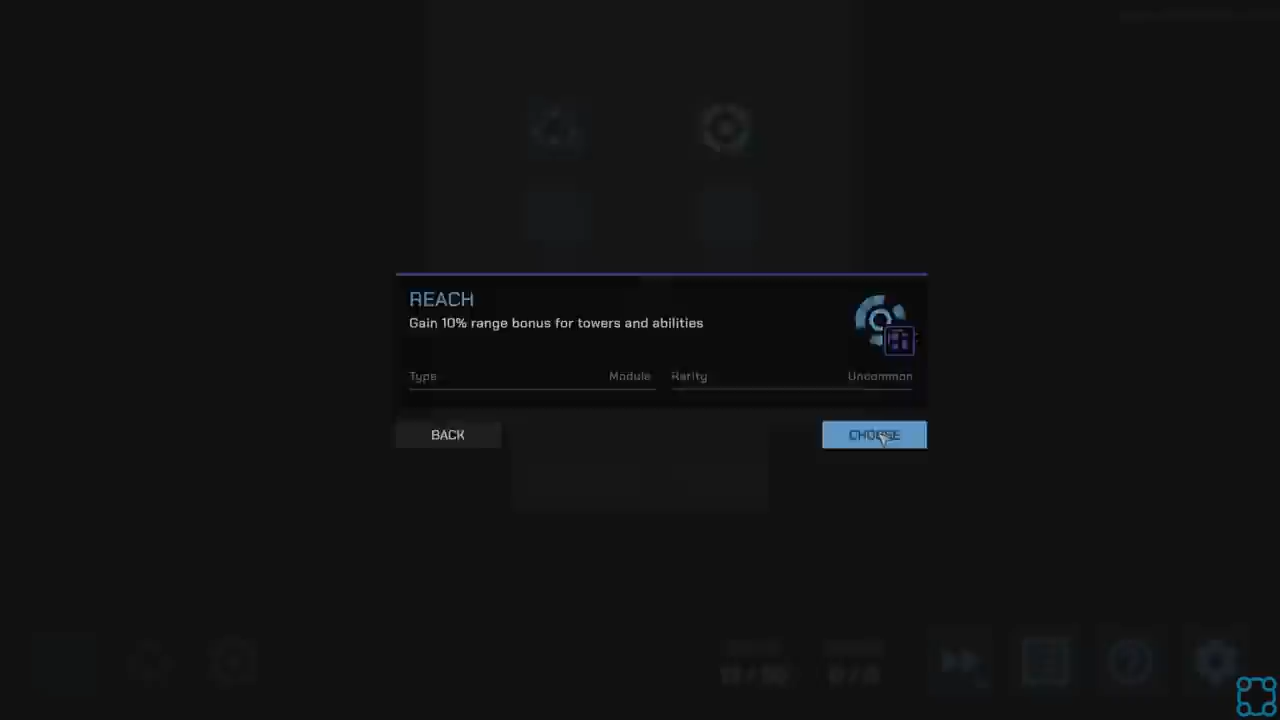 REACH
Gain 10% range bonus for towers and abilities
Type Module Rarity Uncommon
BACK CHOOSE